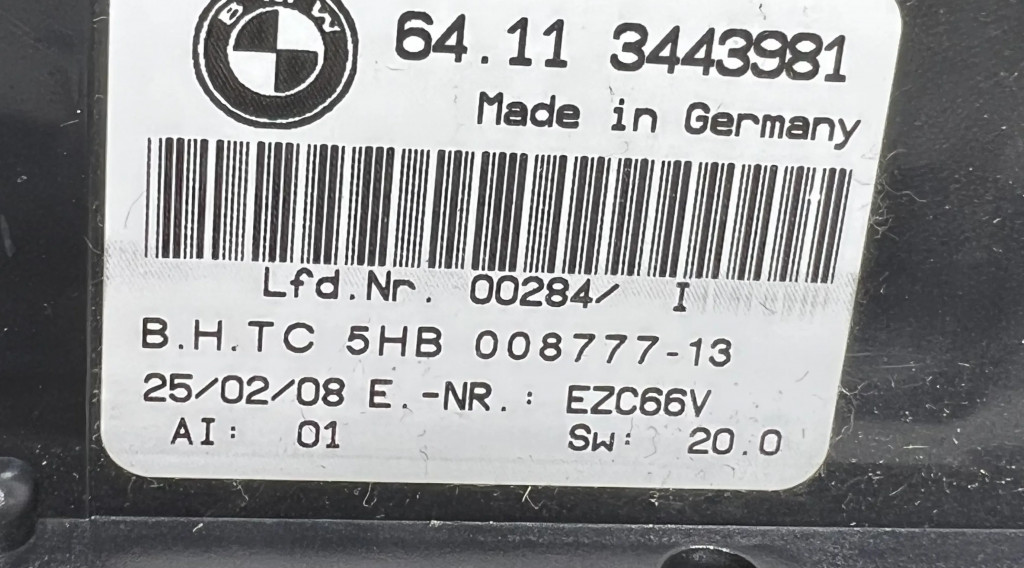 BMW
64.11 3443981
Made in Germany
Lfd.Nr. 00284/ I
B.H.TC 5HB 008777-13
25/02/08 E.-NR.: EZC66V
AI: 01 Sw: 20.0